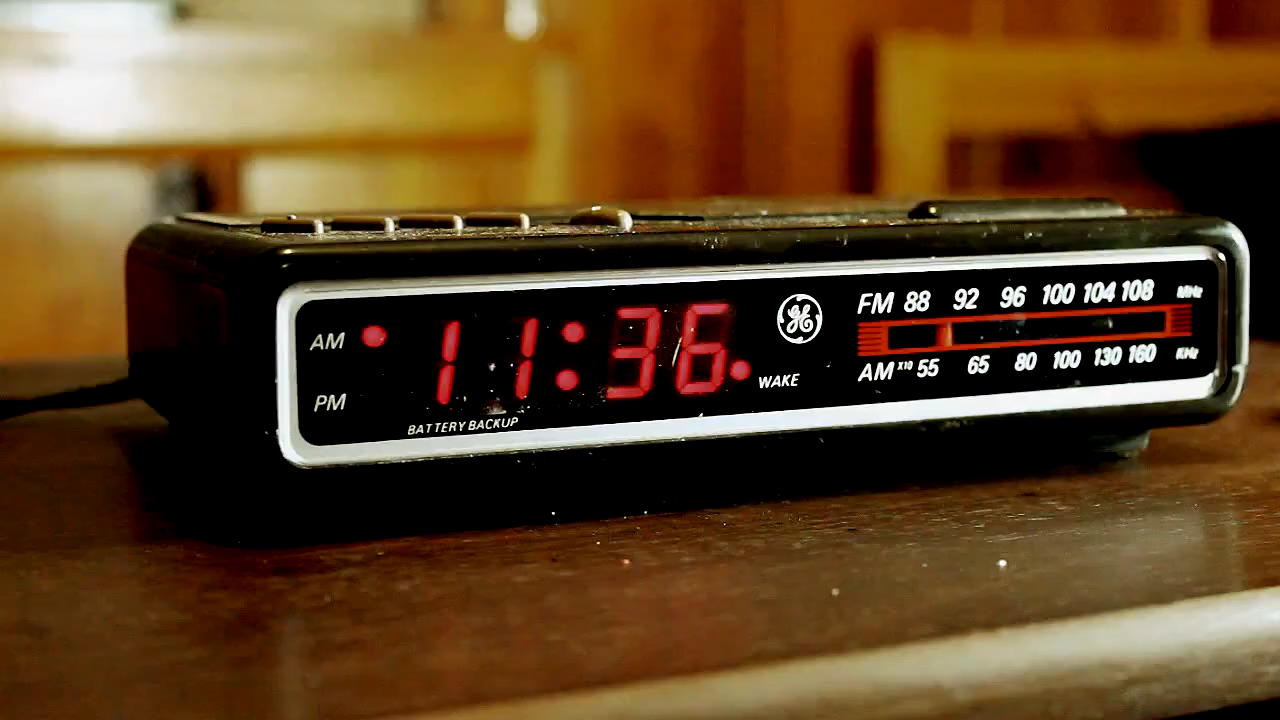 AM
PM
11:36
BATTERY BACKUP
GE
WAKE
FM 88 92 96 100 104 108 MHz
AM X10 55 65 80 100 130 160 KHz